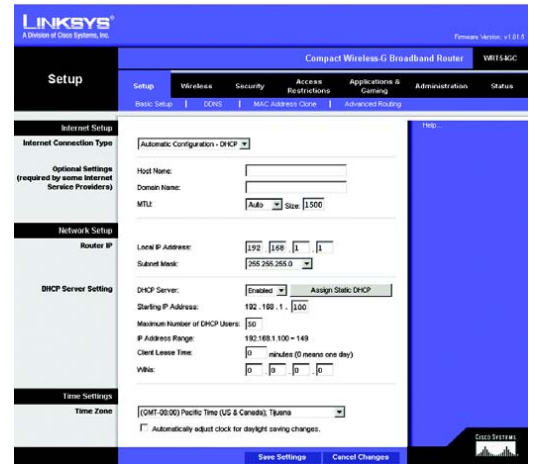 LINKSYS®
A Division of Cisco Systems, Inc.
Firmware Version: v1.01.5
Compact Wireless-G Broadband Router
WRT54GC
Setup
Setup
Wireless
Security
Access Restrictions
Applications & Gaming
Administration
Status
Basic Setup | DDNS | MAC Address Clone | Advanced Routing
Internet Setup
Help...
Internet Connection Type
Automatic Configuration - DHCP
Optional Settings
(required by some Internet
Service Providers)
Host Name:
Domain Name:
MTU: Auto Size: 1500
Network Setup
Router IP
Local IP Address: 192 . 168 . 1 . 1
Subnet Mask: 255.255.255.0
DHCP Server Setting
DHCP Server: Enabled Assign Static DHCP
Starting IP Address: 192.168.1. 100
Maximum Number of DHCP Users: 50
IP Address Range: 192.168.1.100 ~ 149
Client Lease Time: 0 minutes (0 means one day)
WINS: 0 . 0 . 0 . 0
Time Settings
Time Zone
(GMT-08:00) Pacific Time (US & Canada); Tijuana
Automatically adjust clock for daylight saving changes.
Save Settings
Cancel Changes
CISCO SYSTEMS